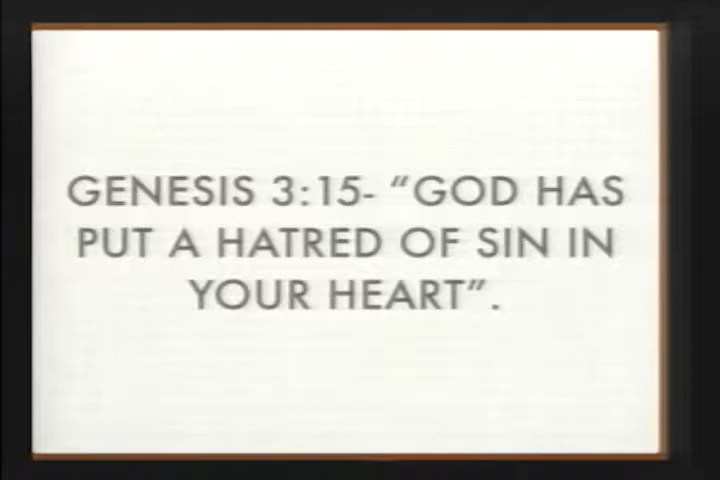 GENESIS 3:15- “GOD HAS
PUT A HATRED OF SIN IN
YOUR HEART”.